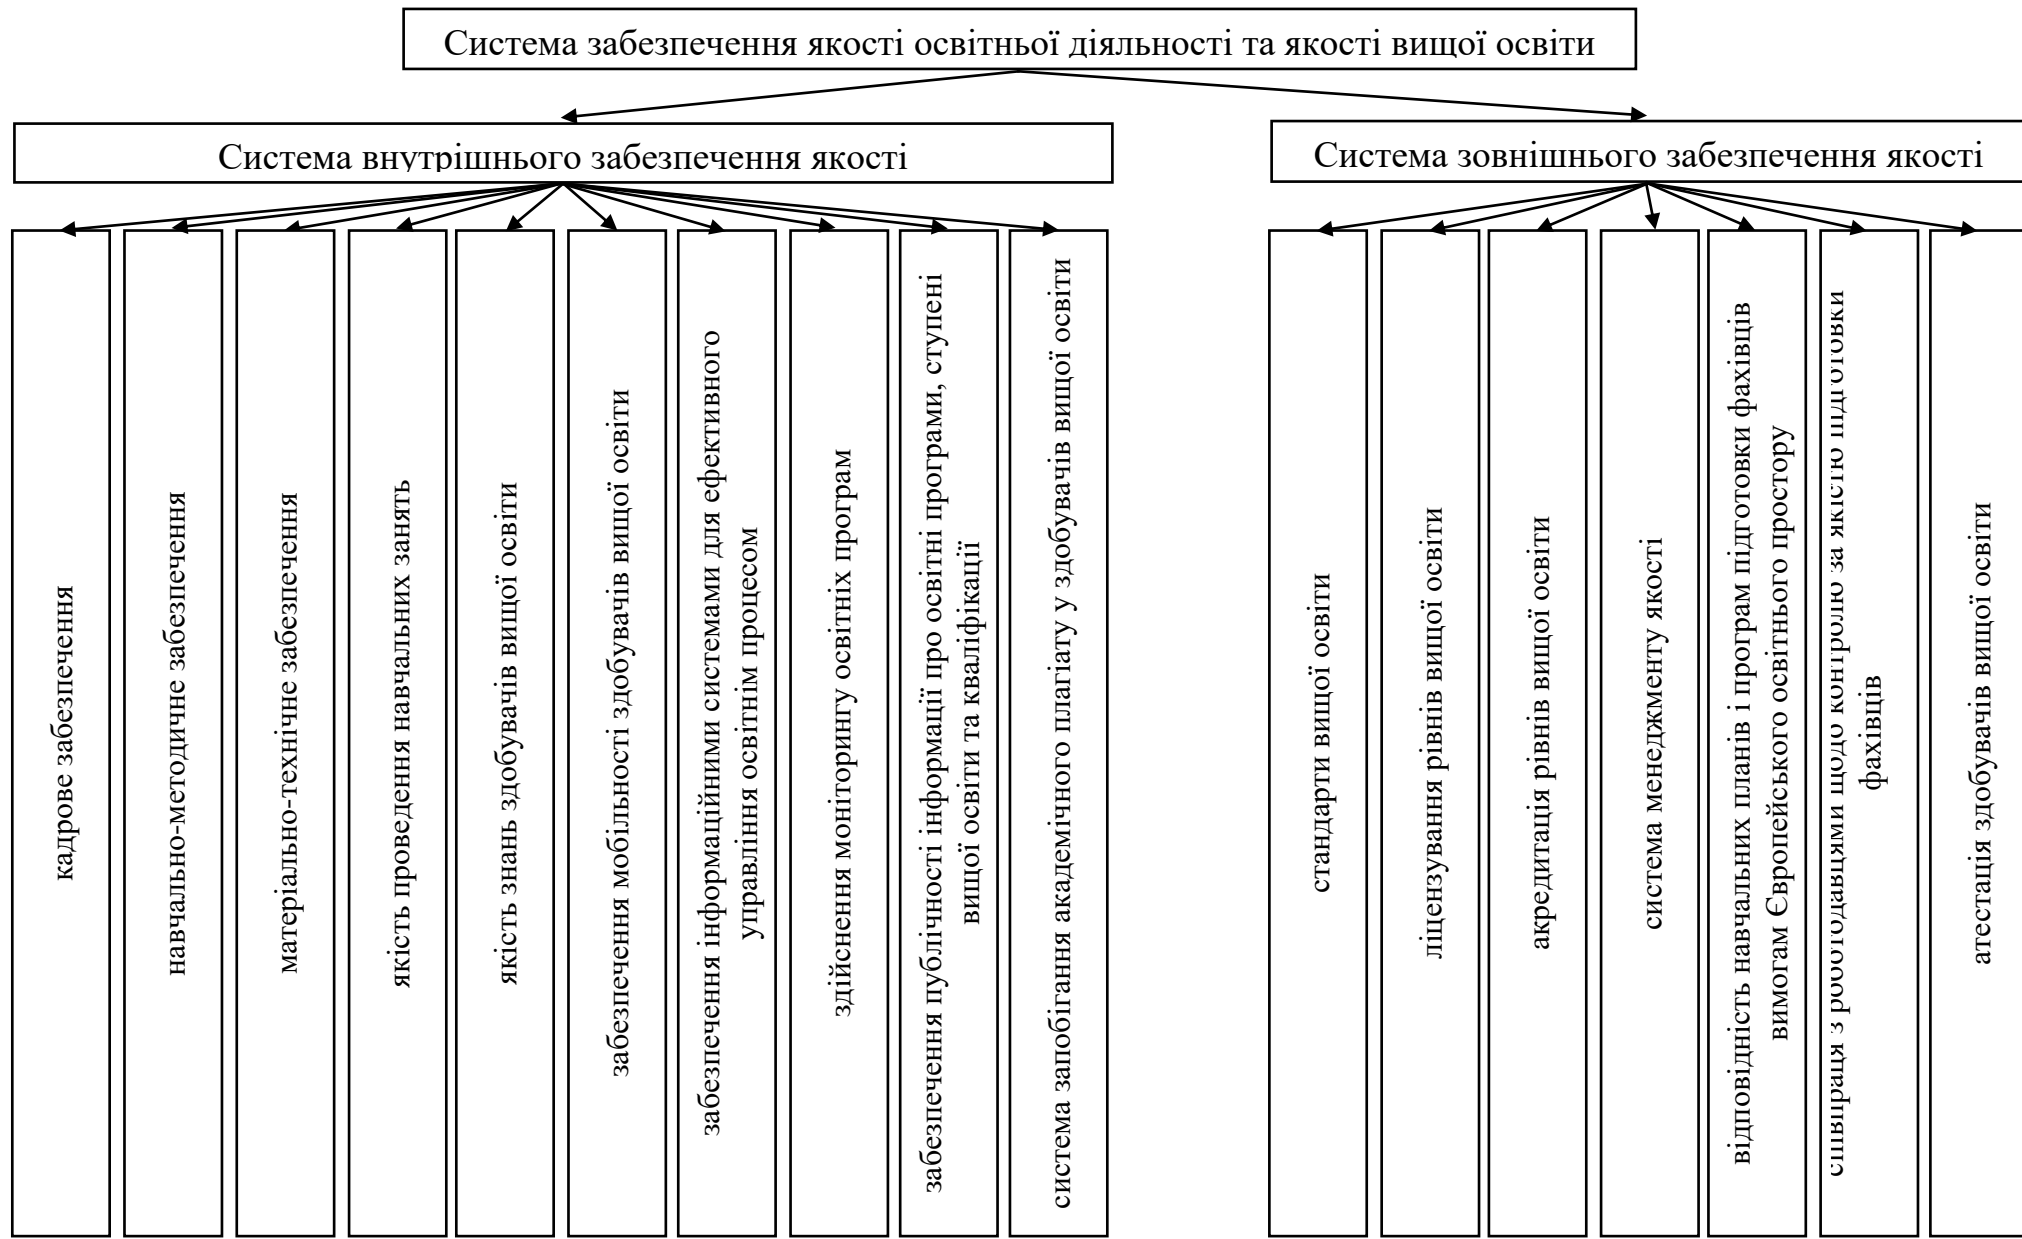 Система забезпечення якості освітньої діяльності та якості вищої освіти
Система внутрішнього забезпечення якості
Система зовнішнього забезпечення якості
кадрове забезпечення
навчально-методичне забезпечення
матеріально-технічне забезпечення
якість проведення навчальних занять
якість знань здобувачів вищої освіти
забезпечення мобільності здобувачів вищої освіти
забезпечення інформаційними системами для ефективного
управління освітнім процесом
здійснення моніторингу освітніх програм
забезпечення публічності інформації про освітні програми, ступені
вищої освіти та кваліфікації
система запобігання академічного плагіату у здобувачів вищої освіти
стандарти вищої освіти
ліцензування рівнів вищої освіти
акредитація рівнів вищої освіти
система менеджменту якості
відповідність навчальних планів і програм підготовки фахівців
вимогам Європейського освітнього простору
співпраця з роботодавцями щодо контролю за якістю підготовки
фахівців
атестація здобувачів вищої освіти